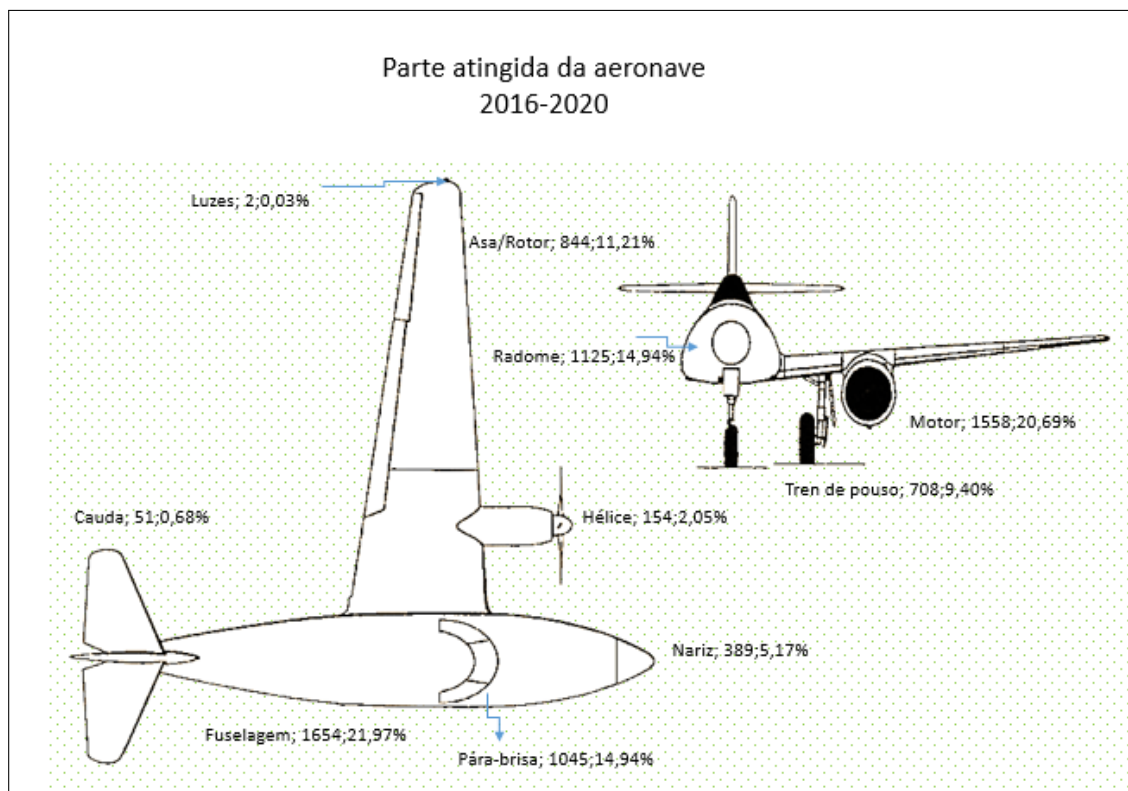 Parte atingida da aeronave
2016-2020
Luzes; 2;0,03%
Asa/Rotor; 844;11,21%
Radome; 1125;14,94%
Motor; 1558;20,69%
Tren de pouso; 708;9,40%
Cauda; 51;0,68%
Hélice; 154;2,05%
Nariz; 389;5,17%
Fuselagem; 1654;21,97%
Pára-brisa; 1045;14,94%